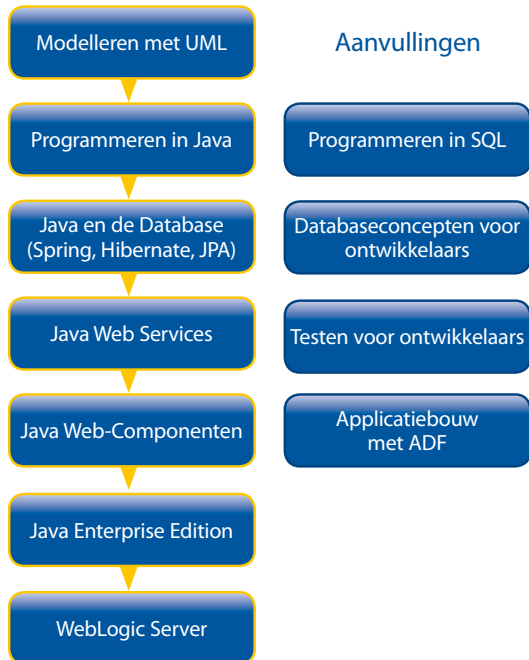 Modelleren met UML
Programmeren in Java
Java en de Database
(Spring, Hibernate, JPA)
Java Web Services
Java Web-Componenten
Java Enterprise Edition
WebLogic Server
Aanvullingen
Programmeren in SQL
Databaseconcepten voor
ontwikkelaars
Testen voor ontwikkelaars
Applicatiebouw
met ADF